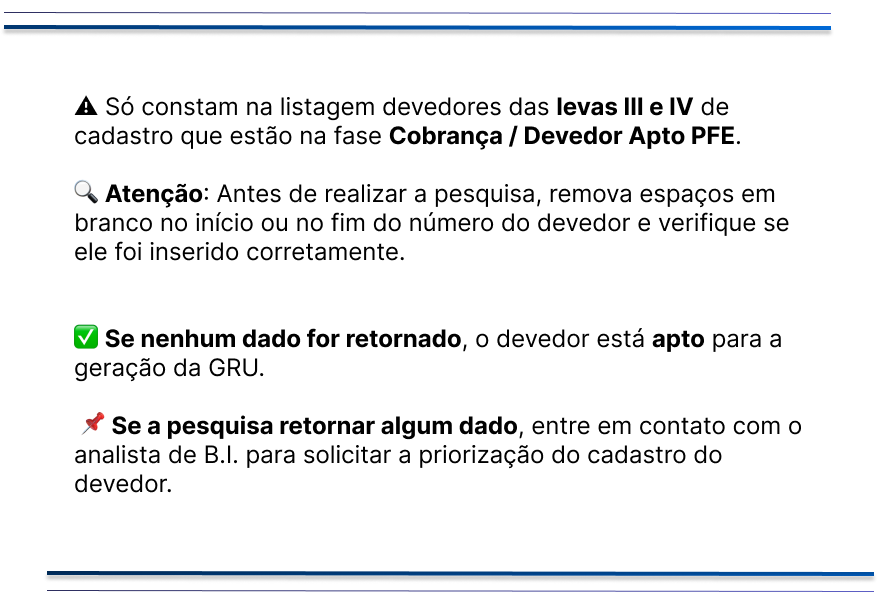 ⚠ Só constam na listagem devedores das levas III e IV de
cadastro que estão na fase Cobrança / Devedor Apto PFE.
🔍 Atenção: Antes de realizar a pesquisa, remova espaços em
branco no início ou no fim do número do devedor e verifique se
ele foi inserido corretamente.
✅ Se nenhum dado for retornado, o devedor está apto para a
geração da GRU.
📌 Se a pesquisa retornar algum dado, entre em contato com o
analista de B.I. para solicitar a priorização do cadastro do
devedor.